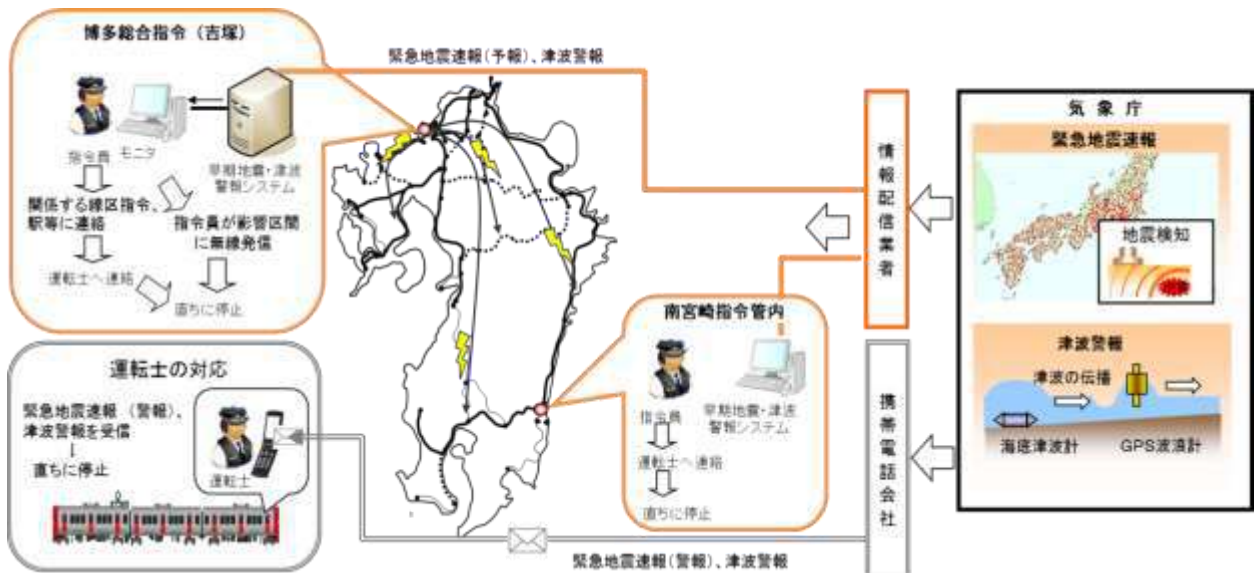 博多総合指令（吉塚）
指令員
モニタ
早期地震・津波
警報システム
関係する線区指令、
駅等に連絡
指令員が影響区間
に無線発信
運転士へ連絡
直ちに停止
緊急地震速報（予報）、津波警報
情報配信業者
気象庁
緊急地震速報
地震検知
津波警報
津波の伝播
海底津波計
GPS波浪計
南宮崎指令管内
指令員
早期地震・津波
警報システム
運転士へ連絡
直ちに停止
携帯電話会社
運転士の対応
緊急地震速報（警報）、
津波警報を受信
↓
直ちに停止
運転士
緊急地震速報（警報）、津波警報